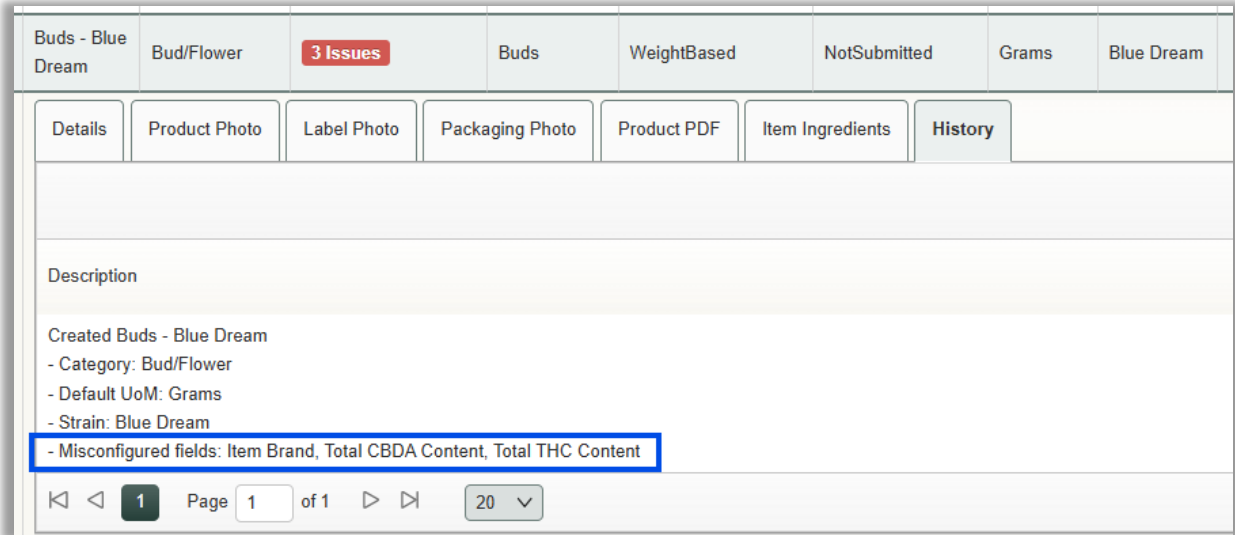 Buds - Blue
Dream
Bud/Flower
3 Issues
Buds
WeightBased
NotSubmitted
Grams
Blue Dream
Details
Product Photo
Label Photo
Packaging Photo
Product PDF
Item Ingredients
History
Description
Created Buds - Blue Dream
- Category: Bud/Flower
- Default UoM: Grams
- Strain: Blue Dream
- Misconfigured fields: Item Brand, Total CBDA Content, Total THC Content
1
Page 1 of 1
20